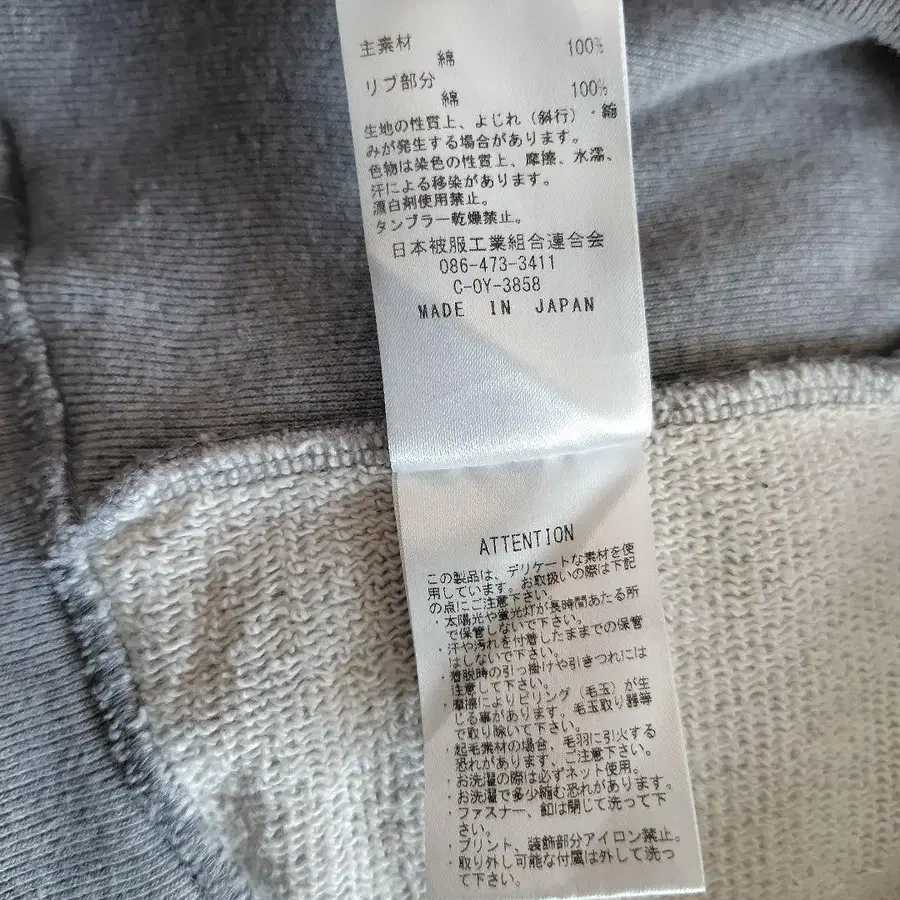 主素材
綿 100%
リブ部分
綿 100%
生地の性質上、よじれ（斜行）・縮
みが発生する場合があります。
色物は染色の性質上、摩擦、水濡、
汗による移染があります。
漂白剤使用禁止。
タンブラー乾燥禁止。
日本被服工業組合連合会
086-473-3411
C-OY-3858
MADE IN JAPAN
ATTENTION
この製品は、デリケートな素材を使
用しています。お取扱いの際は下記
の点にご注意下さい。
・太陽光や蛍光灯が長時間あたる所
で保管しないで下さい。
・汗や汚れを付着したままでの保管
はしないで下さい。
・着脱時の引っ掛けや引きつれには
注意して下さい。
・摩擦によりピリング（毛玉）が生
じる事があります。毛玉取り器等
で取り除いて下さい。
・起毛素材の場合、毛羽に引火する
恐れがあります、ご注意下さい。
・お洗濯の際は必ずネット使用。
・お洗濯で多少縮む恐れがあります。
・ファスナー、釦は閉じて洗って下
さい。
・プリント、装飾部分アイロン禁止。
・取り外し可能な付属は外して洗っ
て下さい。